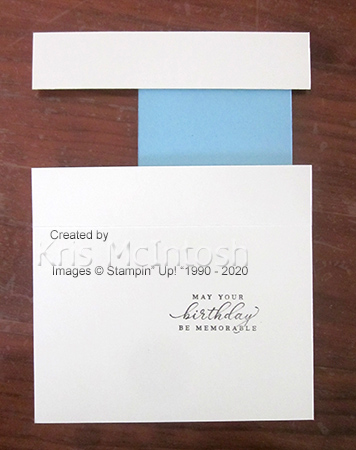 Created by
Kris McIntosh
Images © Stampin' Up! '1990 - 2020
MAY YOUR
birthday
BE MEMORABLE